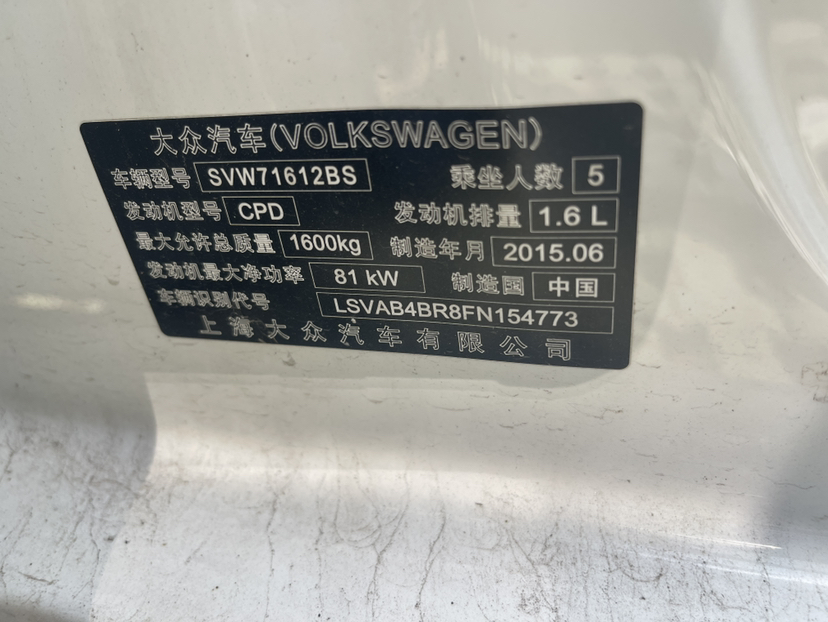 大众汽车(VOLKSWAGEN)
车辆型号 SVW71612BS 乘坐人数 5
发动机型号 CPD 发动机排量 1.6 L
最大允许总质量 1600kg 制造年月 2015.06
发动机最大净功率 81 kW 制造国 中国
车辆识别代号 LSVAB4BR8FN154773
上海大众汽车有限公司